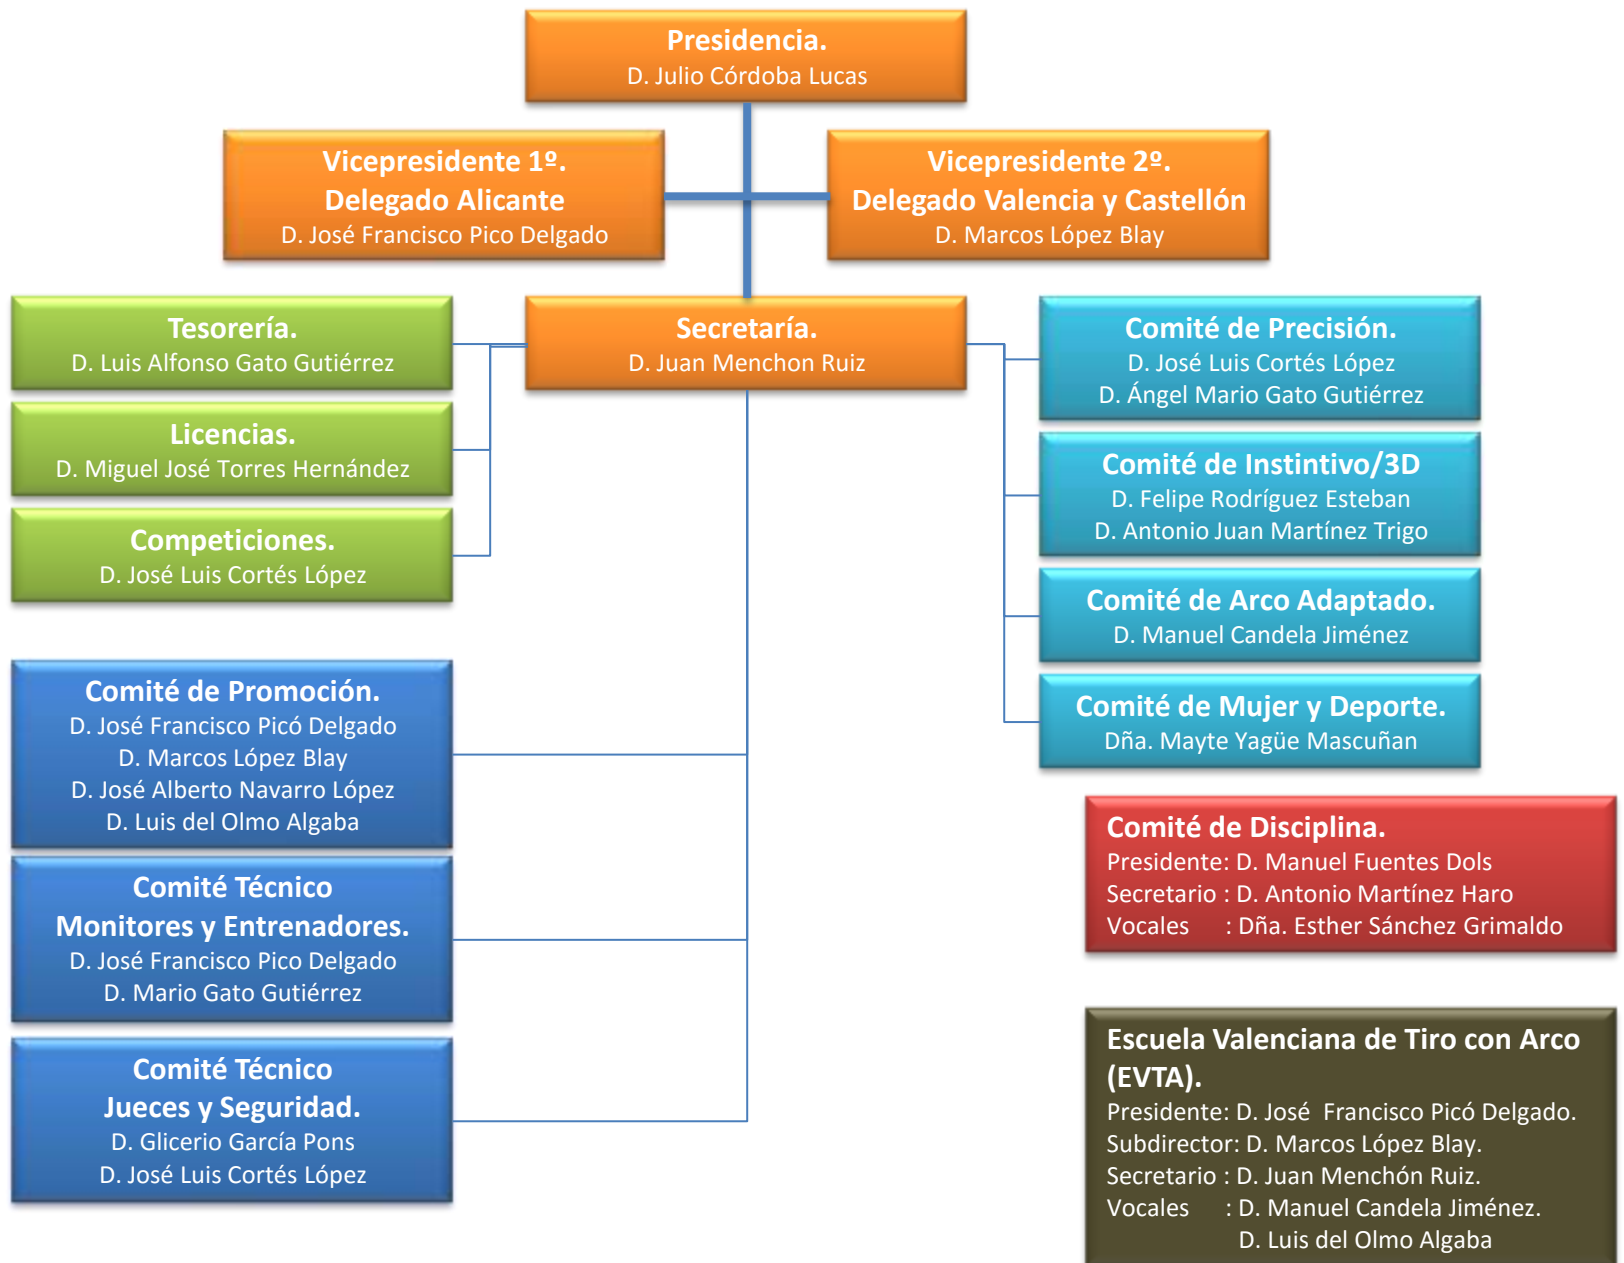 Presidencia.
D. Julio Córdoba Lucas
Vicepresidente 1º.
Delegado Alicante
D. José Francisco Pico Delgado
Vicepresidente 2º.
Delegado Valencia y Castellón
D. Marcos López Blay
Tesorería.
D. Luis Alfonso Gato Gutiérrez
Licencias.
D. Miguel José Torres Hernández
Competiciones.
D. José Luis Cortés López
Secretaría.
D. Juan Menchon Ruiz
Comité de Precisión.
D. José Luis Cortés López
D. Ángel Mario Gato Gutiérrez
Comité de Instintivo/3D
D. Felipe Rodríguez Esteban
D. Antonio Juan Martínez Trigo
Comité de Arco Adaptado.
D. Manuel Candela Jiménez
Comité de Mujer y Deporte.
Dña. Mayte Yagüe Mascuñan
Comité de Promoción.
D. José Francisco Picó Delgado
D. Marcos López Blay
D. José Alberto Navarro López
D. Luis del Olmo Algaba
Comité Técnico
Monitores y Entrenadores.
D. José Francisco Pico Delgado
D. Mario Gato Gutiérrez
Comité Técnico
Jueces y Seguridad.
D. Glicerio García Pons
D. José Luis Cortés López
Comité de Disciplina.
Presidente: D. Manuel Fuentes Dols
Secretario : D. Antonio Martínez Haro
Vocales : Dña. Esther Sánchez Grimaldo
Escuela Valenciana de Tiro con Arco
(EVTA).
Presidente: D. José Francisco Picó Delgado.
Subdirector: D. Marcos López Blay.
Secretario : D. Juan Menchón Ruiz.
Vocales : D. Manuel Candela Jiménez.
D. Luis del Olmo Algaba